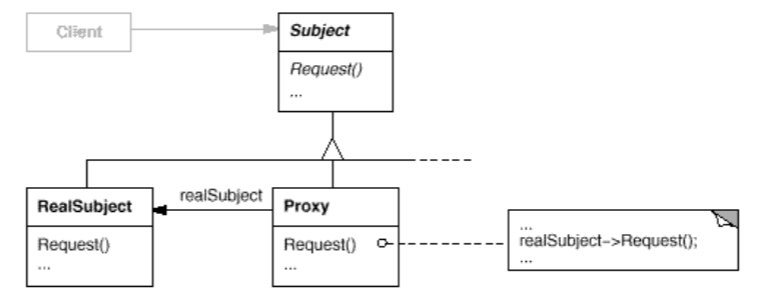 Client
Subject
Request()
...
realSubject
RealSubject
Request()
...
Proxy
Request()
...
...
realSubject->Request();
...